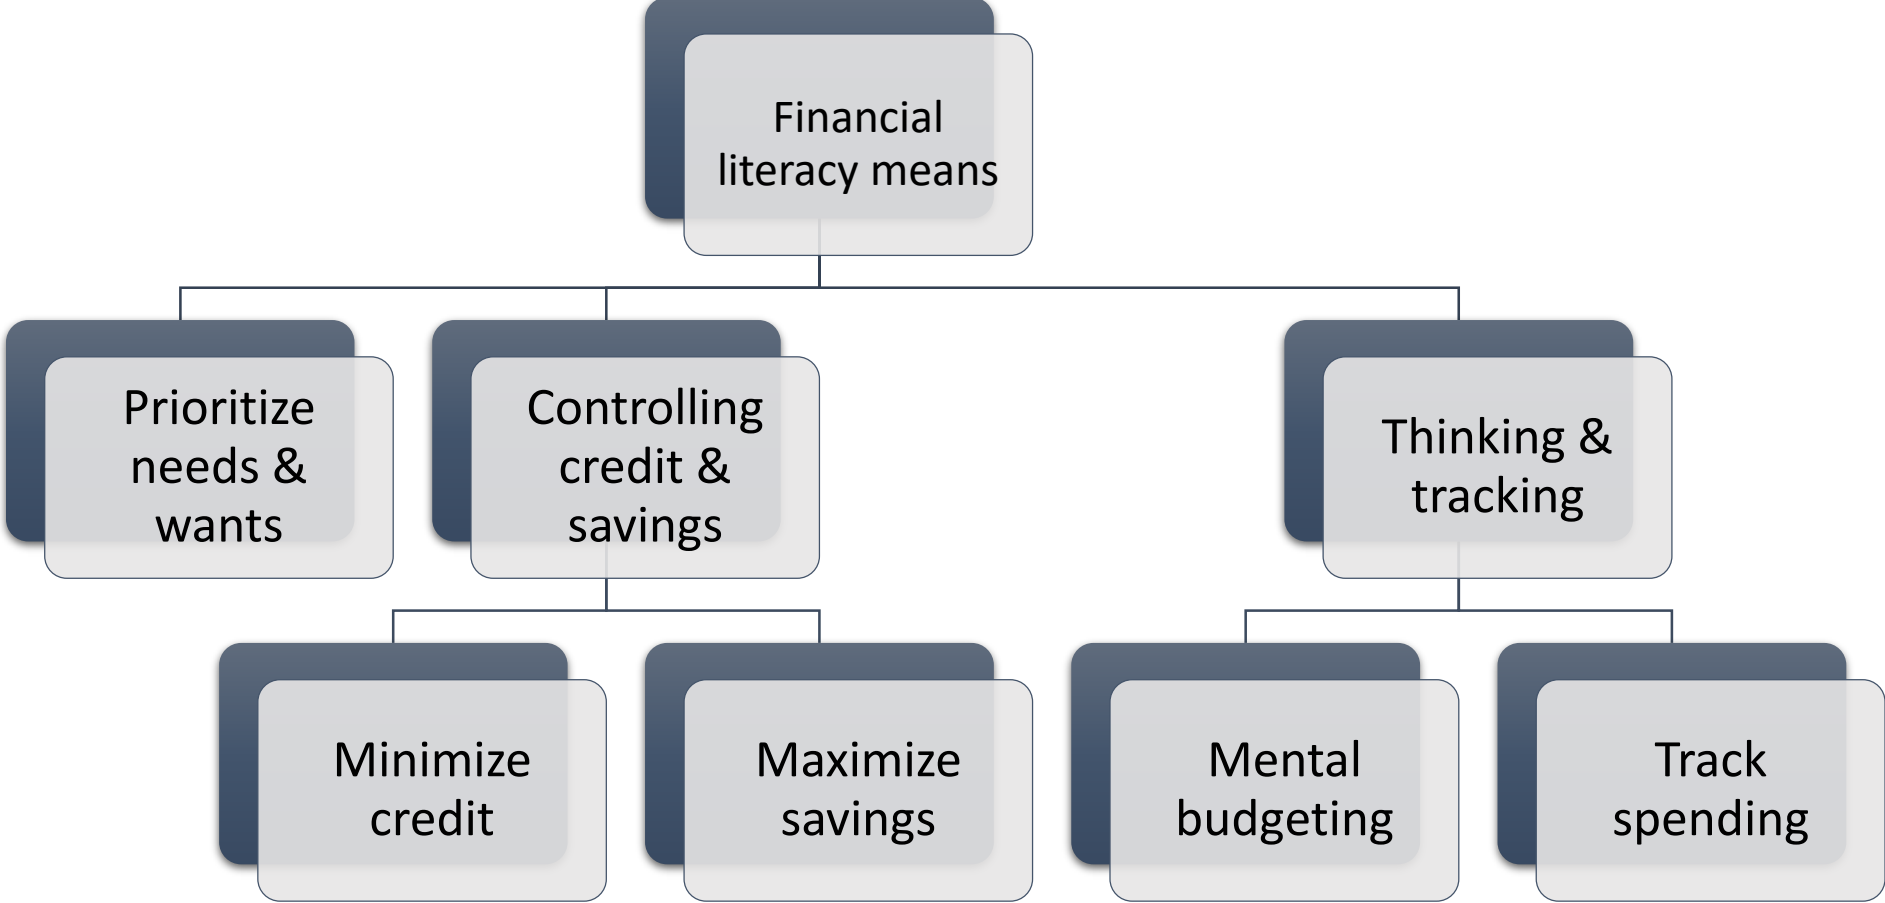 Financial
literacy means
Prioritize
needs &
wants
Controlling
credit &
savings
Thinking &
tracking
Minimize
credit
Maximize
savings
Mental
budgeting
Track
spending